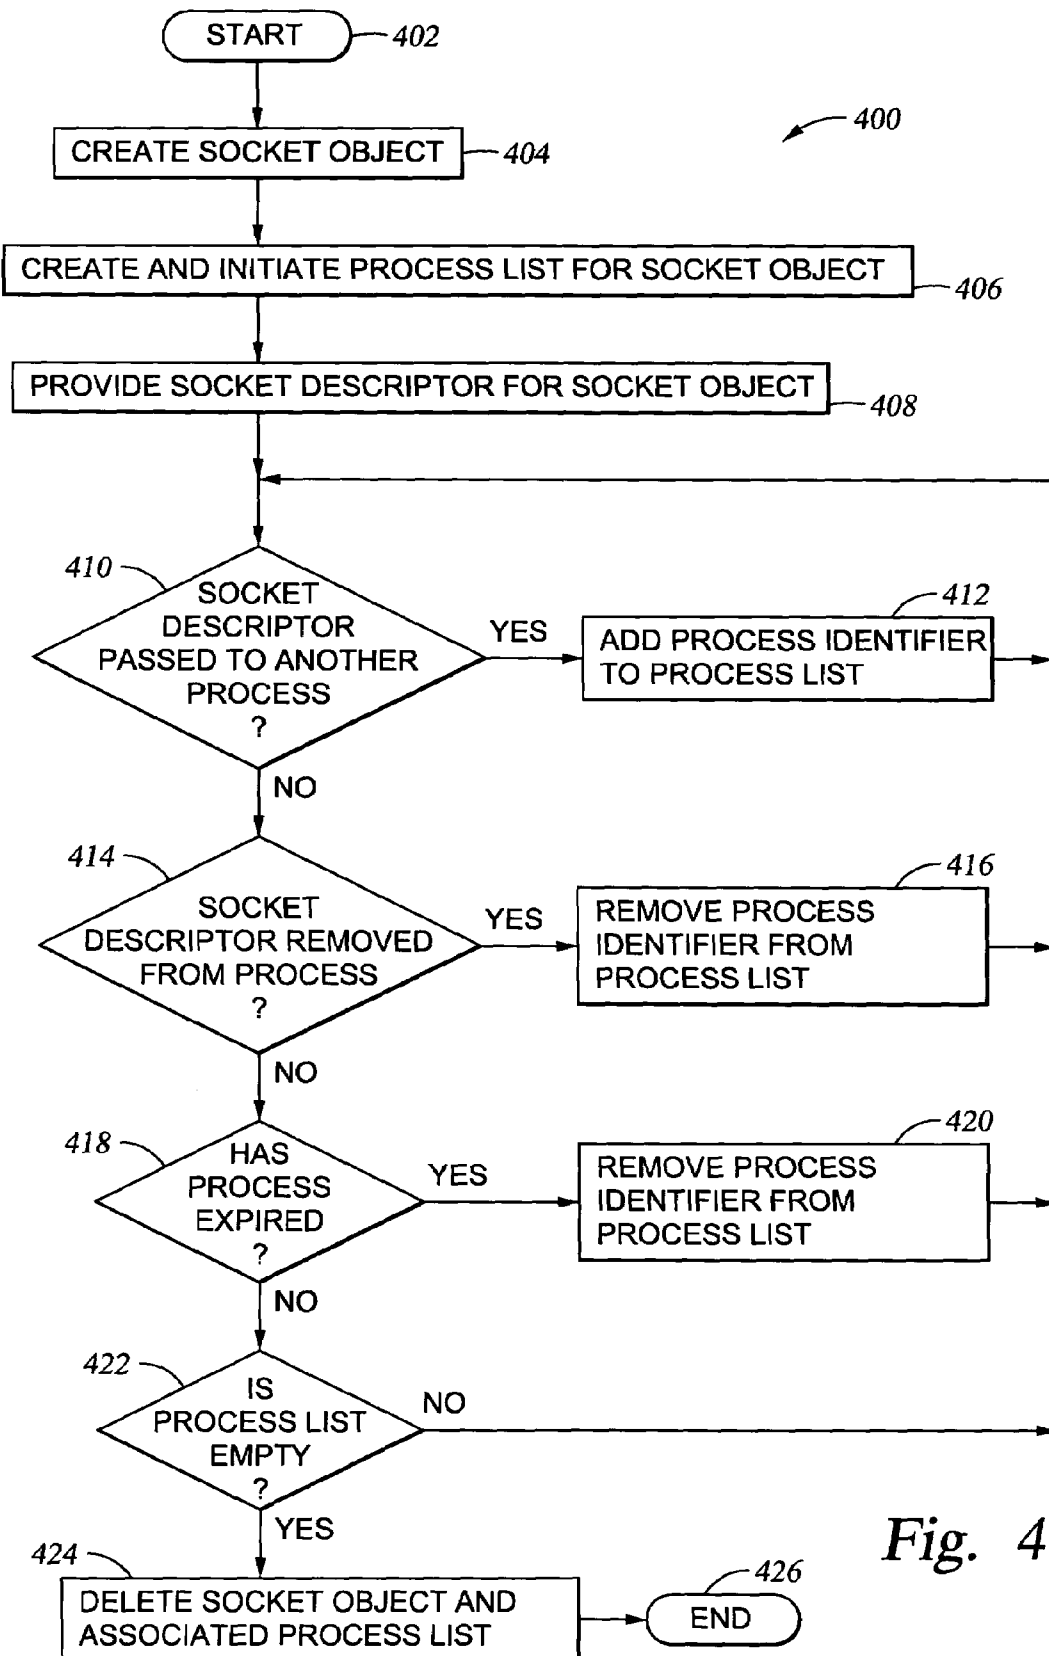 START
402
400
CREATE SOCKET OBJECT
404
CREATE AND INITIATE PROCESS LIST FOR SOCKET OBJECT
406
PROVIDE SOCKET DESCRIPTOR FOR SOCKET OBJECT
408
410
SOCKET
DESCRIPTOR
PASSED TO ANOTHER
PROCESS
?
YES
412
ADD PROCESS IDENTIFIER
TO PROCESS LIST
NO
414
SOCKET
DESCRIPTOR REMOVED
FROM PROCESS
?
YES
416
REMOVE PROCESS
IDENTIFIER FROM
PROCESS LIST
NO
418
HAS
PROCESS
EXPIRED
?
YES
420
REMOVE PROCESS
IDENTIFIER FROM
PROCESS LIST
NO
422
IS
PROCESS LIST
EMPTY
?
NO
YES
Fig. 4
424
DELETE SOCKET OBJECT AND
ASSOCIATED PROCESS LIST
426
END